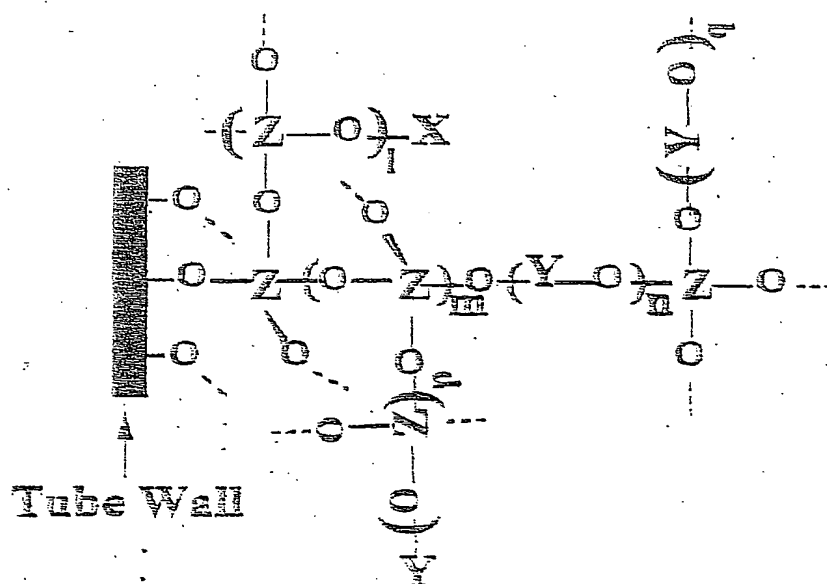 O
( Z — O ) l X
O
O
O
O — Z ( O — Z ) m O ( Y — O ) n Z — O
O
O
O
O
O — Z ) n
( O
Y
( O — Y )
O
O
Tube Wall